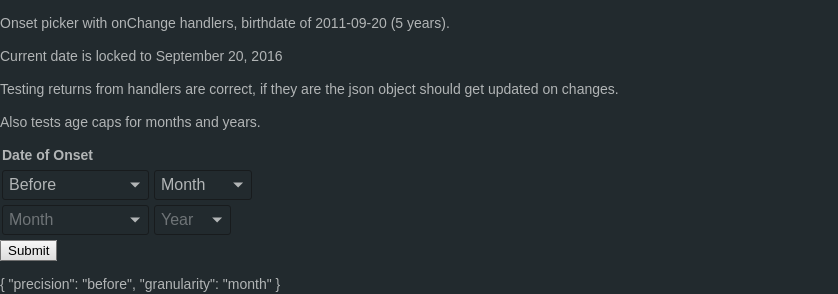 Onset picker with onChange handlers, birthdate of 2011-09-20 (5 years).
Current date is locked to September 20, 2016
Testing returns from handlers are correct, if they are the json object should get updated on changes.
Also tests age caps for months and years.
Date of Onset
Before Month
Month Year
Submit
{ "precision": "before", "granularity": "month" }